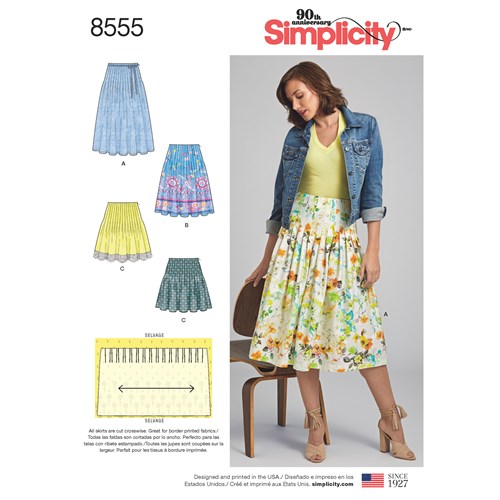 8555
90th
anniversary
Simplicity
A
B
C
C
SELVAGE
SELVAGE
All skirts are cut crosswise. Great for border printed fabrics./
Todas las faldas son cortadas por lo ancho. Perfecto para las
telas con ribete estampado./Toutes les jupes sont coupées sur la
largeur. Parfait pour les tissus à bordure imprimée.
A
Designed and printed in the U.S.A./ Diseñado e impreso en los
Estados Unidos./ Créé et imprimé aux Etats Unis. simplicity.com
SINCE
1927